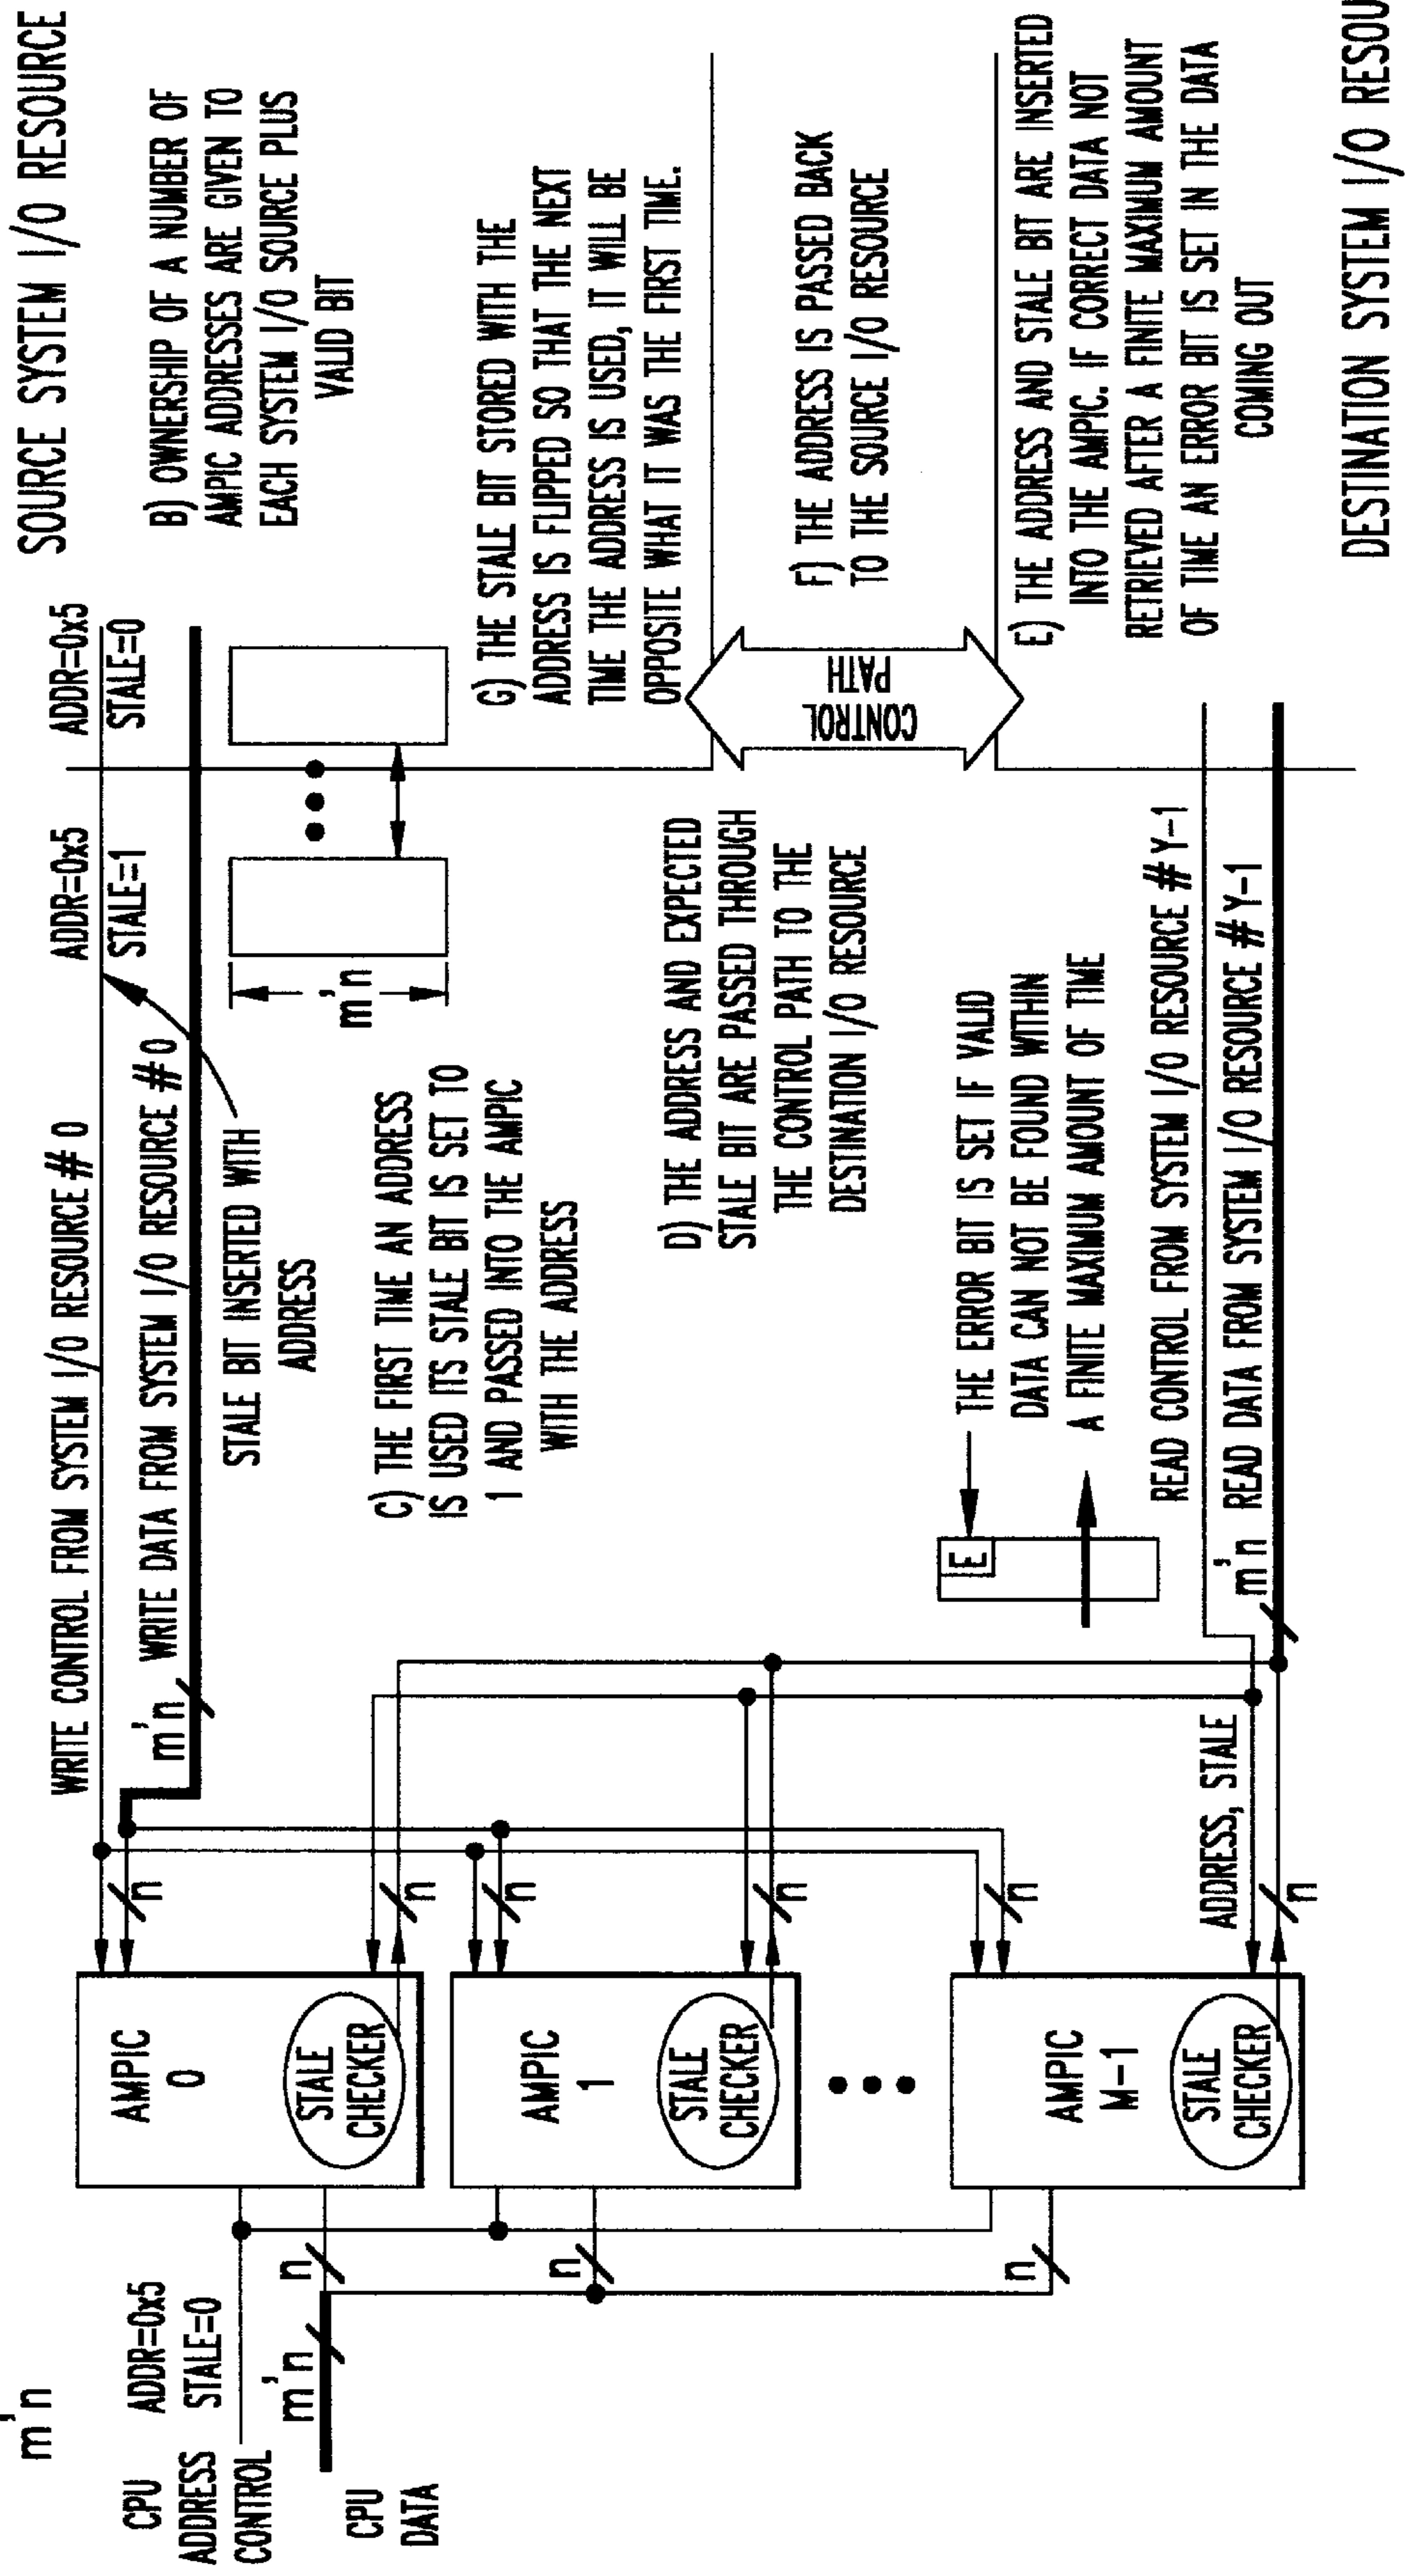 m'n
CPU
ADDRESS
CONTROL
ADDR=0x5
STALE=0
m'n
CPU
DATA
n
n
n
AMPIC
0
STALE
CHECKER
AMPIC
1
STALE
CHECKER
AMPIC
M-1
STALE
CHECKER
n
n
n
n
n
n
ADDRESS, STALE
WRITE CONTROL FROM SYSTEM I/O RESOURCE # 0
m'n
WRITE DATA FROM SYSTEM I/O RESOURCE # 0
STALE BIT INSERTED WITH
ADDRESS
ADDR=0x5
STALE=1
ADDR=0x5
STALE=0
m'n
SOURCE SYSTEM I/O RESOURCE
B) OWNERSHIP OF A NUMBER OF
AMPIC ADDRESSES ARE GIVEN TO
EACH SYSTEM I/O SOURCE PLUS
VALID BIT
C) THE FIRST TIME AN ADDRESS
IS USED ITS STALE BIT IS SET TO
1 AND PASSED INTO THE AMPIC
WITH THE ADDRESS
G) THE STALE BIT STORED WITH THE
ADDRESS IS FLIPPED SO THAT THE NEXT
TIME THE ADDRESS IS USED, IT WILL BE
OPPOSITE WHAT IT WAS THE FIRST TIME.
D) THE ADDRESS AND EXPECTED
STALE BIT ARE PASSED THROUGH
THE CONTROL PATH TO THE
DESTINATION I/O RESOURCE
CONTROL
PATH
F) THE ADDRESS IS PASSED BACK
TO THE SOURCE I/O RESOURCE
E
THE ERROR BIT IS SET IF VALID
DATA CAN NOT BE FOUND WITHIN
A FINITE MAXIMUM AMOUNT OF TIME
E) THE ADDRESS AND STALE BIT ARE INSERTED
INTO THE AMPIC. IF CORRECT DATA NOT
RETRIEVED AFTER A FINITE MAXIMUM AMOUNT
OF TIME AN ERROR BIT IS SET IN THE DATA
COMING OUT
READ CONTROL FROM SYSTEM I/O RESOURCE # Y-1
m'n
READ DATA FROM SYSTEM I/O RESOURCE # Y-1
DESTINATION SYSTEM I/O RESOU